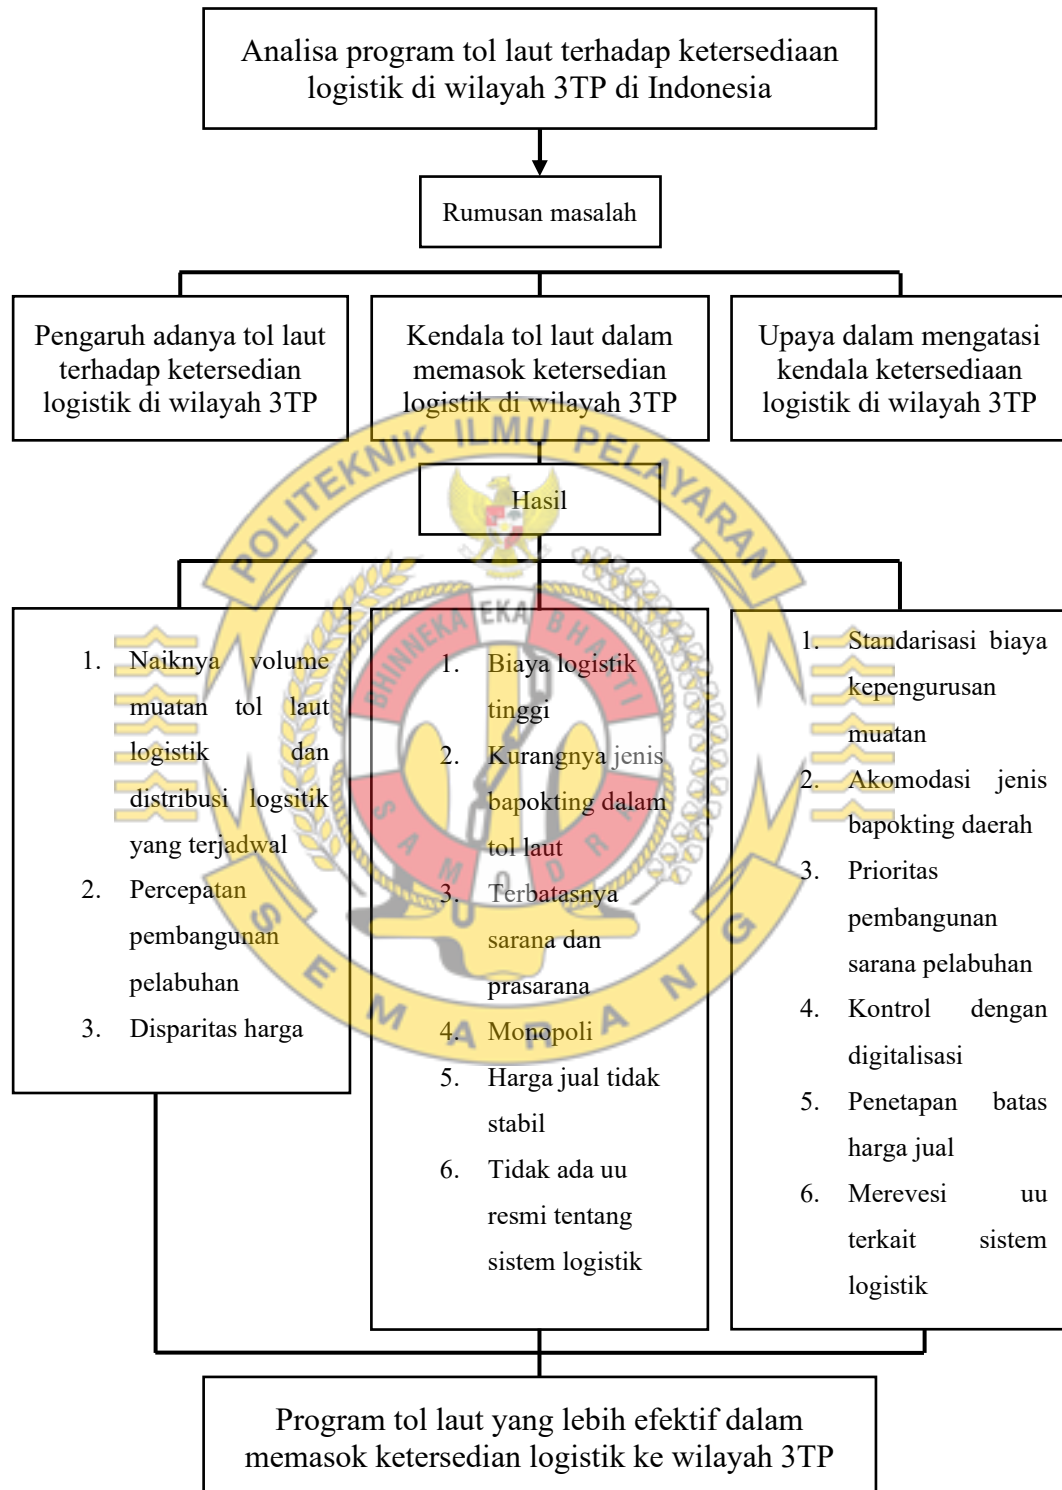 Analisa program tol laut terhadap ketersediaan
logistik di wilayah 3TP di Indonesia
Rumusan masalah
Pengaruh adanya tol laut
terhadap ketersedian
logistik di wilayah 3TP
Kendala tol laut dalam
memasok ketersedian
logistik di wilayah 3TP
Upaya dalam mengatasi
kendala ketersediaan
logistik di wilayah 3TP
POLITEKNIK ILMU PELAYARAN
Hasil
BHINNEKA EKA BHAKTI
1. Naiknya volume
muatan tol laut
logistik dan
distribusi logsitik
yang terjadwal
2. Percepatan
pembangunan
pelabuhan
3. Disparitas harga
1. Biaya logistik
tinggi
2. Kurangnya jenis
bapokting dalam
tol laut
3. Terbatasnya
sarana dan
prasarana
4. Monopoli
5. Harga jual tidak
stabil
6. Tidak ada uu
resmi tentang
sistem logistik
1. Standarisasi biaya
kepengurusan
muatan
2. Akomodasi jenis
bapokting daerah
3. Prioritas
pembangunan
sarana pelabuhan
4. Kontrol dengan
digitalisasi
5. Penetapan batas
harga jual
6. Merevesi uu
terkait sistem
logistik
SAMUODRA
SEMARANG
Program tol laut yang lebih efektif dalam
memasok ketersedian logistik ke wilayah 3TP